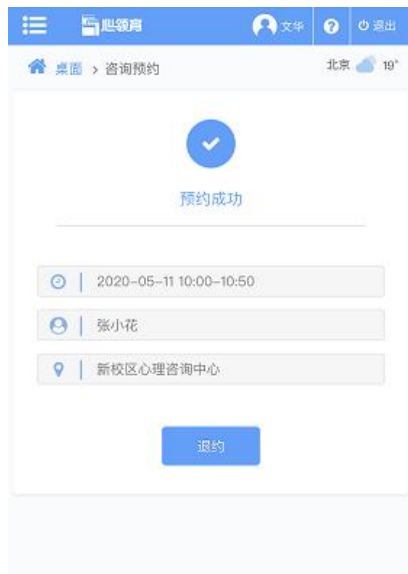 心领育 文华 ? 退出
桌面 > 咨询预约 北京 19°
预约成功
2020-05-11 10:00-10:50
张小花
新校区心理咨询中心
退约